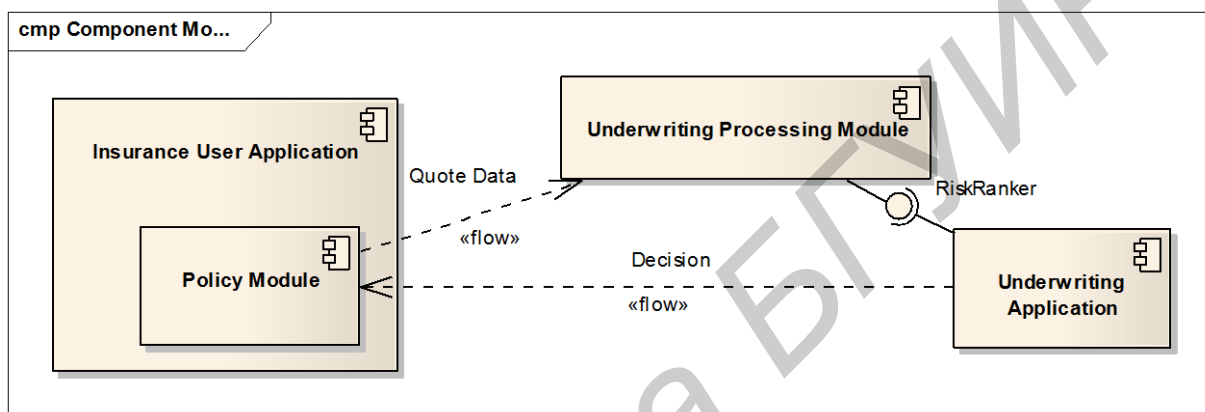 cmp Component Mo...
Insurance User Application
Policy Module
Quote Data
«flow»
Underwriting Processing Module
RiskRanker
Decision
«flow»
Underwriting
Application
а БГУИР